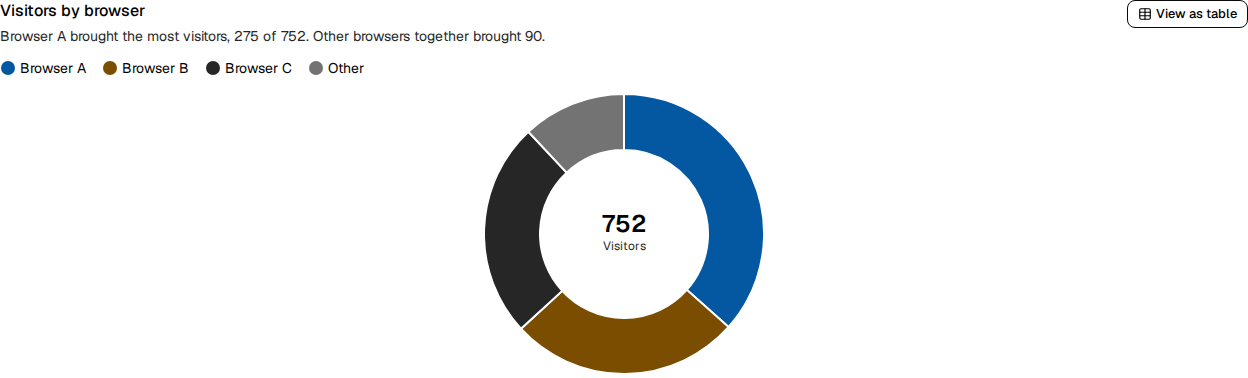 Visitors by browser
View as table
Browser A brought the most visitors, 275 of 752. Other browsers together brought 90.
Browser A Browser B Browser C Other
752
Visitors